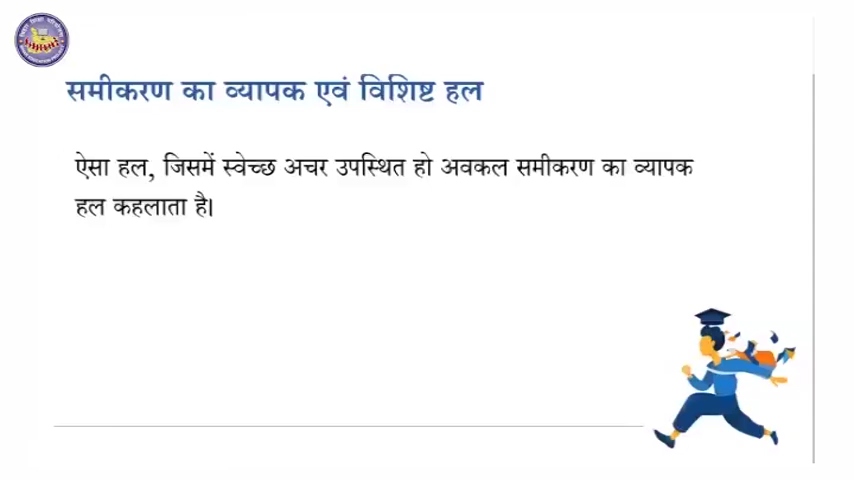 समीकरण का व्यापक एवं विशिष्ट हल
ऐसा हल, जिसमें स्वेच्छ अचर उपस्थित हो अवकल समीकरण का व्यापक
हल कहलाता है।